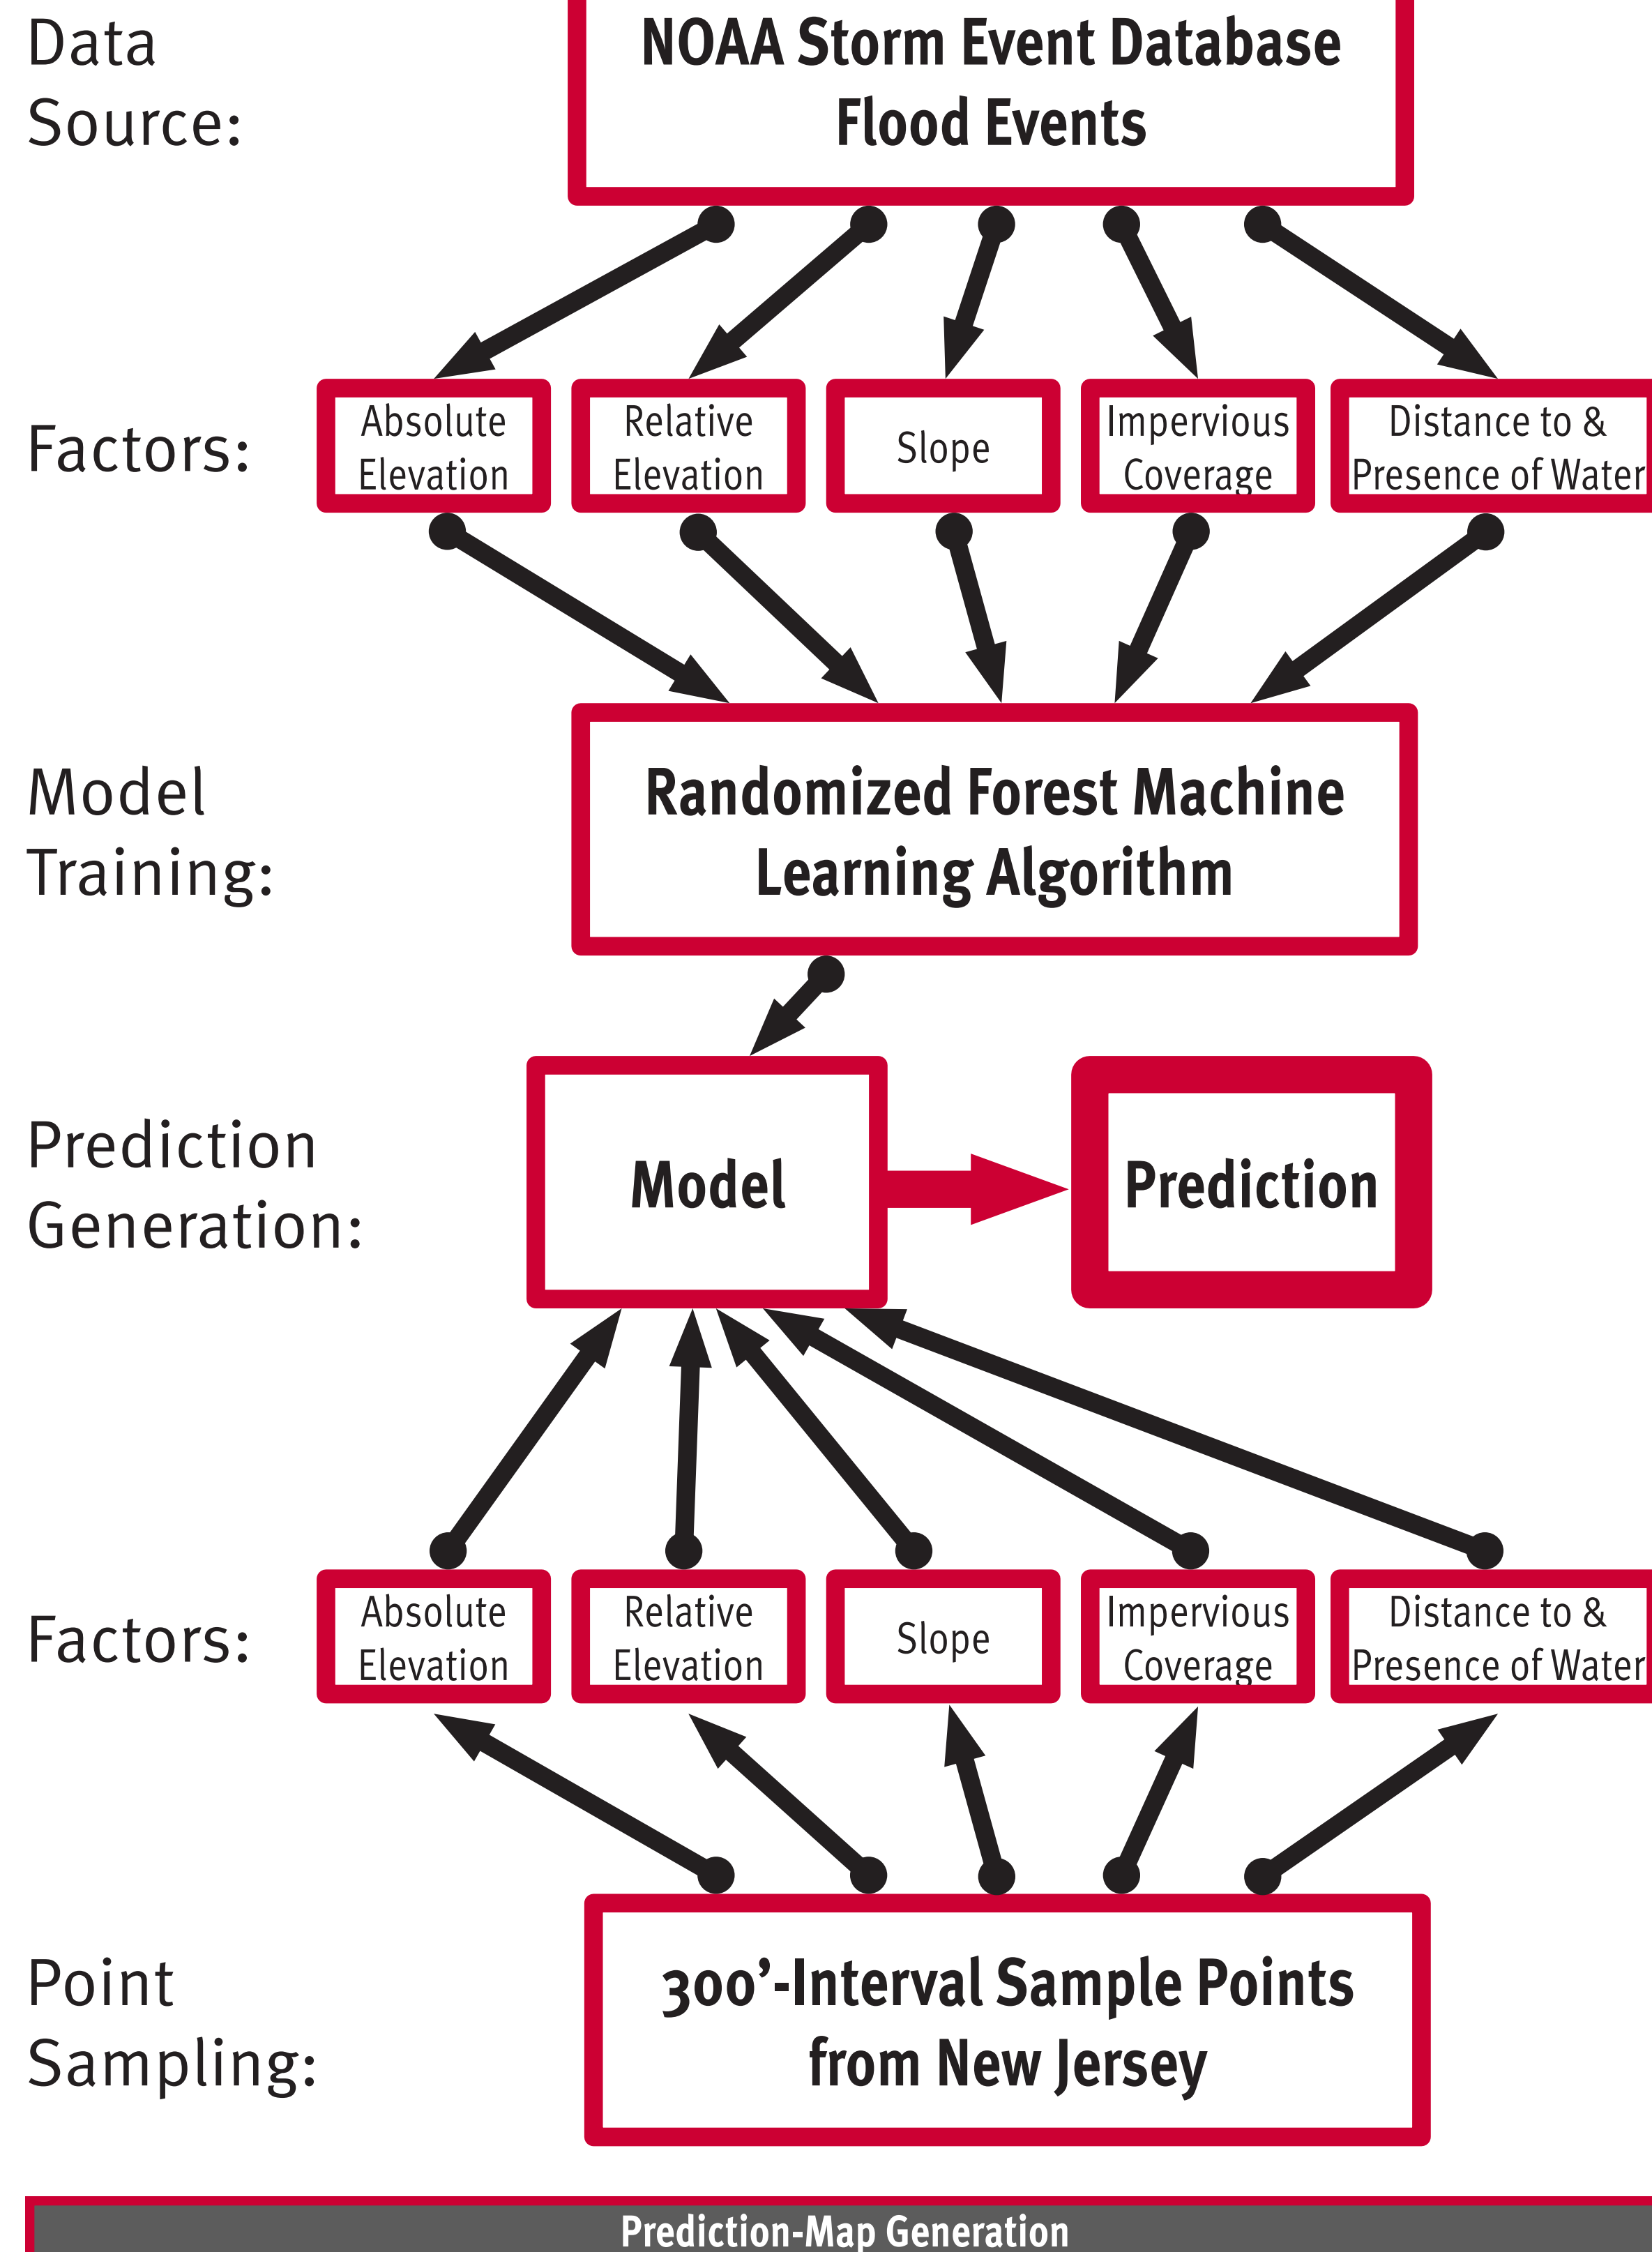 Data
Source:
NOAA Storm Event Database
Flood Events
Factors:
Absolute
Elevation
Relative
Elevation
Slope
Impervious
Coverage
Distance to &
Presence of Water
Model
Training:
Randomized Forest Machine
Learning Algorithm
Prediction
Generation:
Model
Prediction
Factors:
Absolute
Elevation
Relative
Elevation
Slope
Impervious
Coverage
Distance to &
Presence of Water
Point
Sampling:
300’-Interval Sample Points
from New Jersey
Prediction-Map Generation